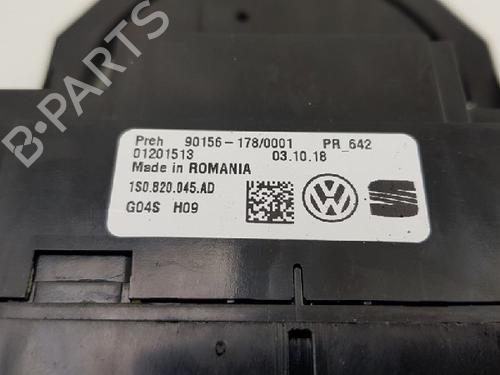 Preh 90156-178/0001 PR_642
01201513 03.10.18
Made in ROMANIA
1S0.820.045.AD
G04S H09
B-PARTS